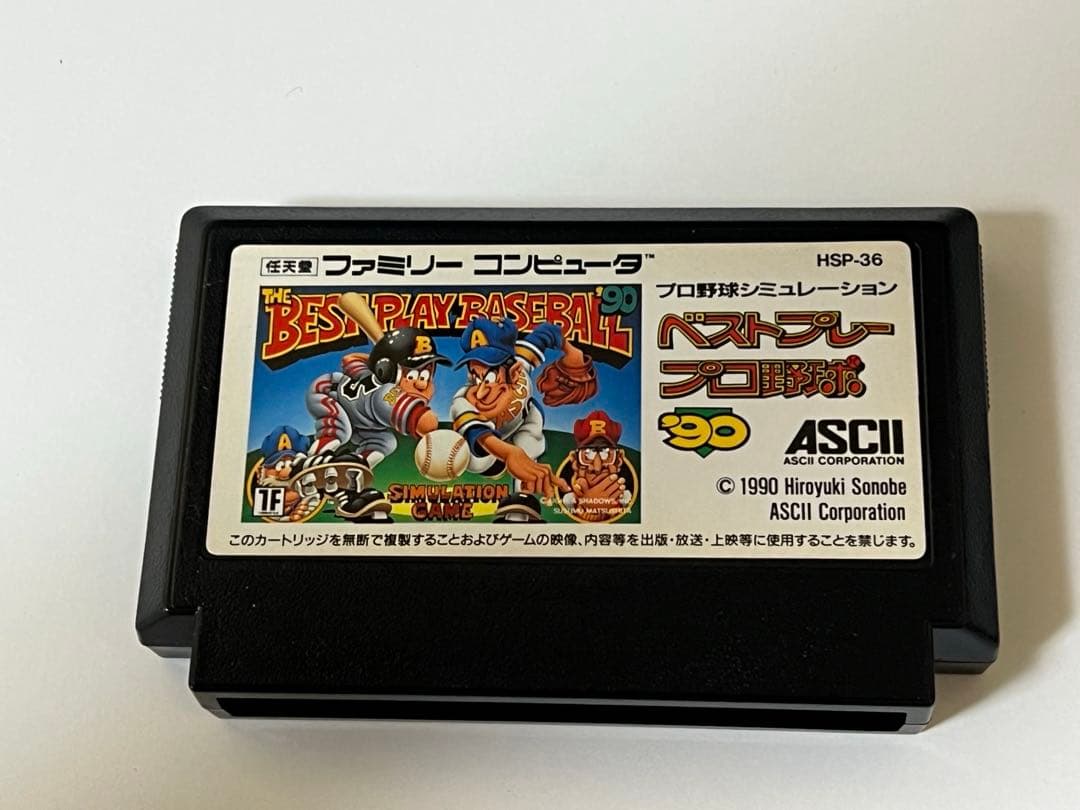 任天堂 ファミリー コンピュータ™
HSP-36
THE BEST PLAY BASEBALL '90
B
A
A
B
1F
SIMULATION
GAME
SUSUMU MATSUSHITA
プロ野球シミュレーション
ベストプレー
プロ野球
'90
ASCII
ASCII CORPORATION
© 1990 Hiroyuki Sonobe
ASCII Corporation
このカートリッジを無断で複製することおよびゲームの映像、内容等を出版・放送・上映等に使用することを禁じます。